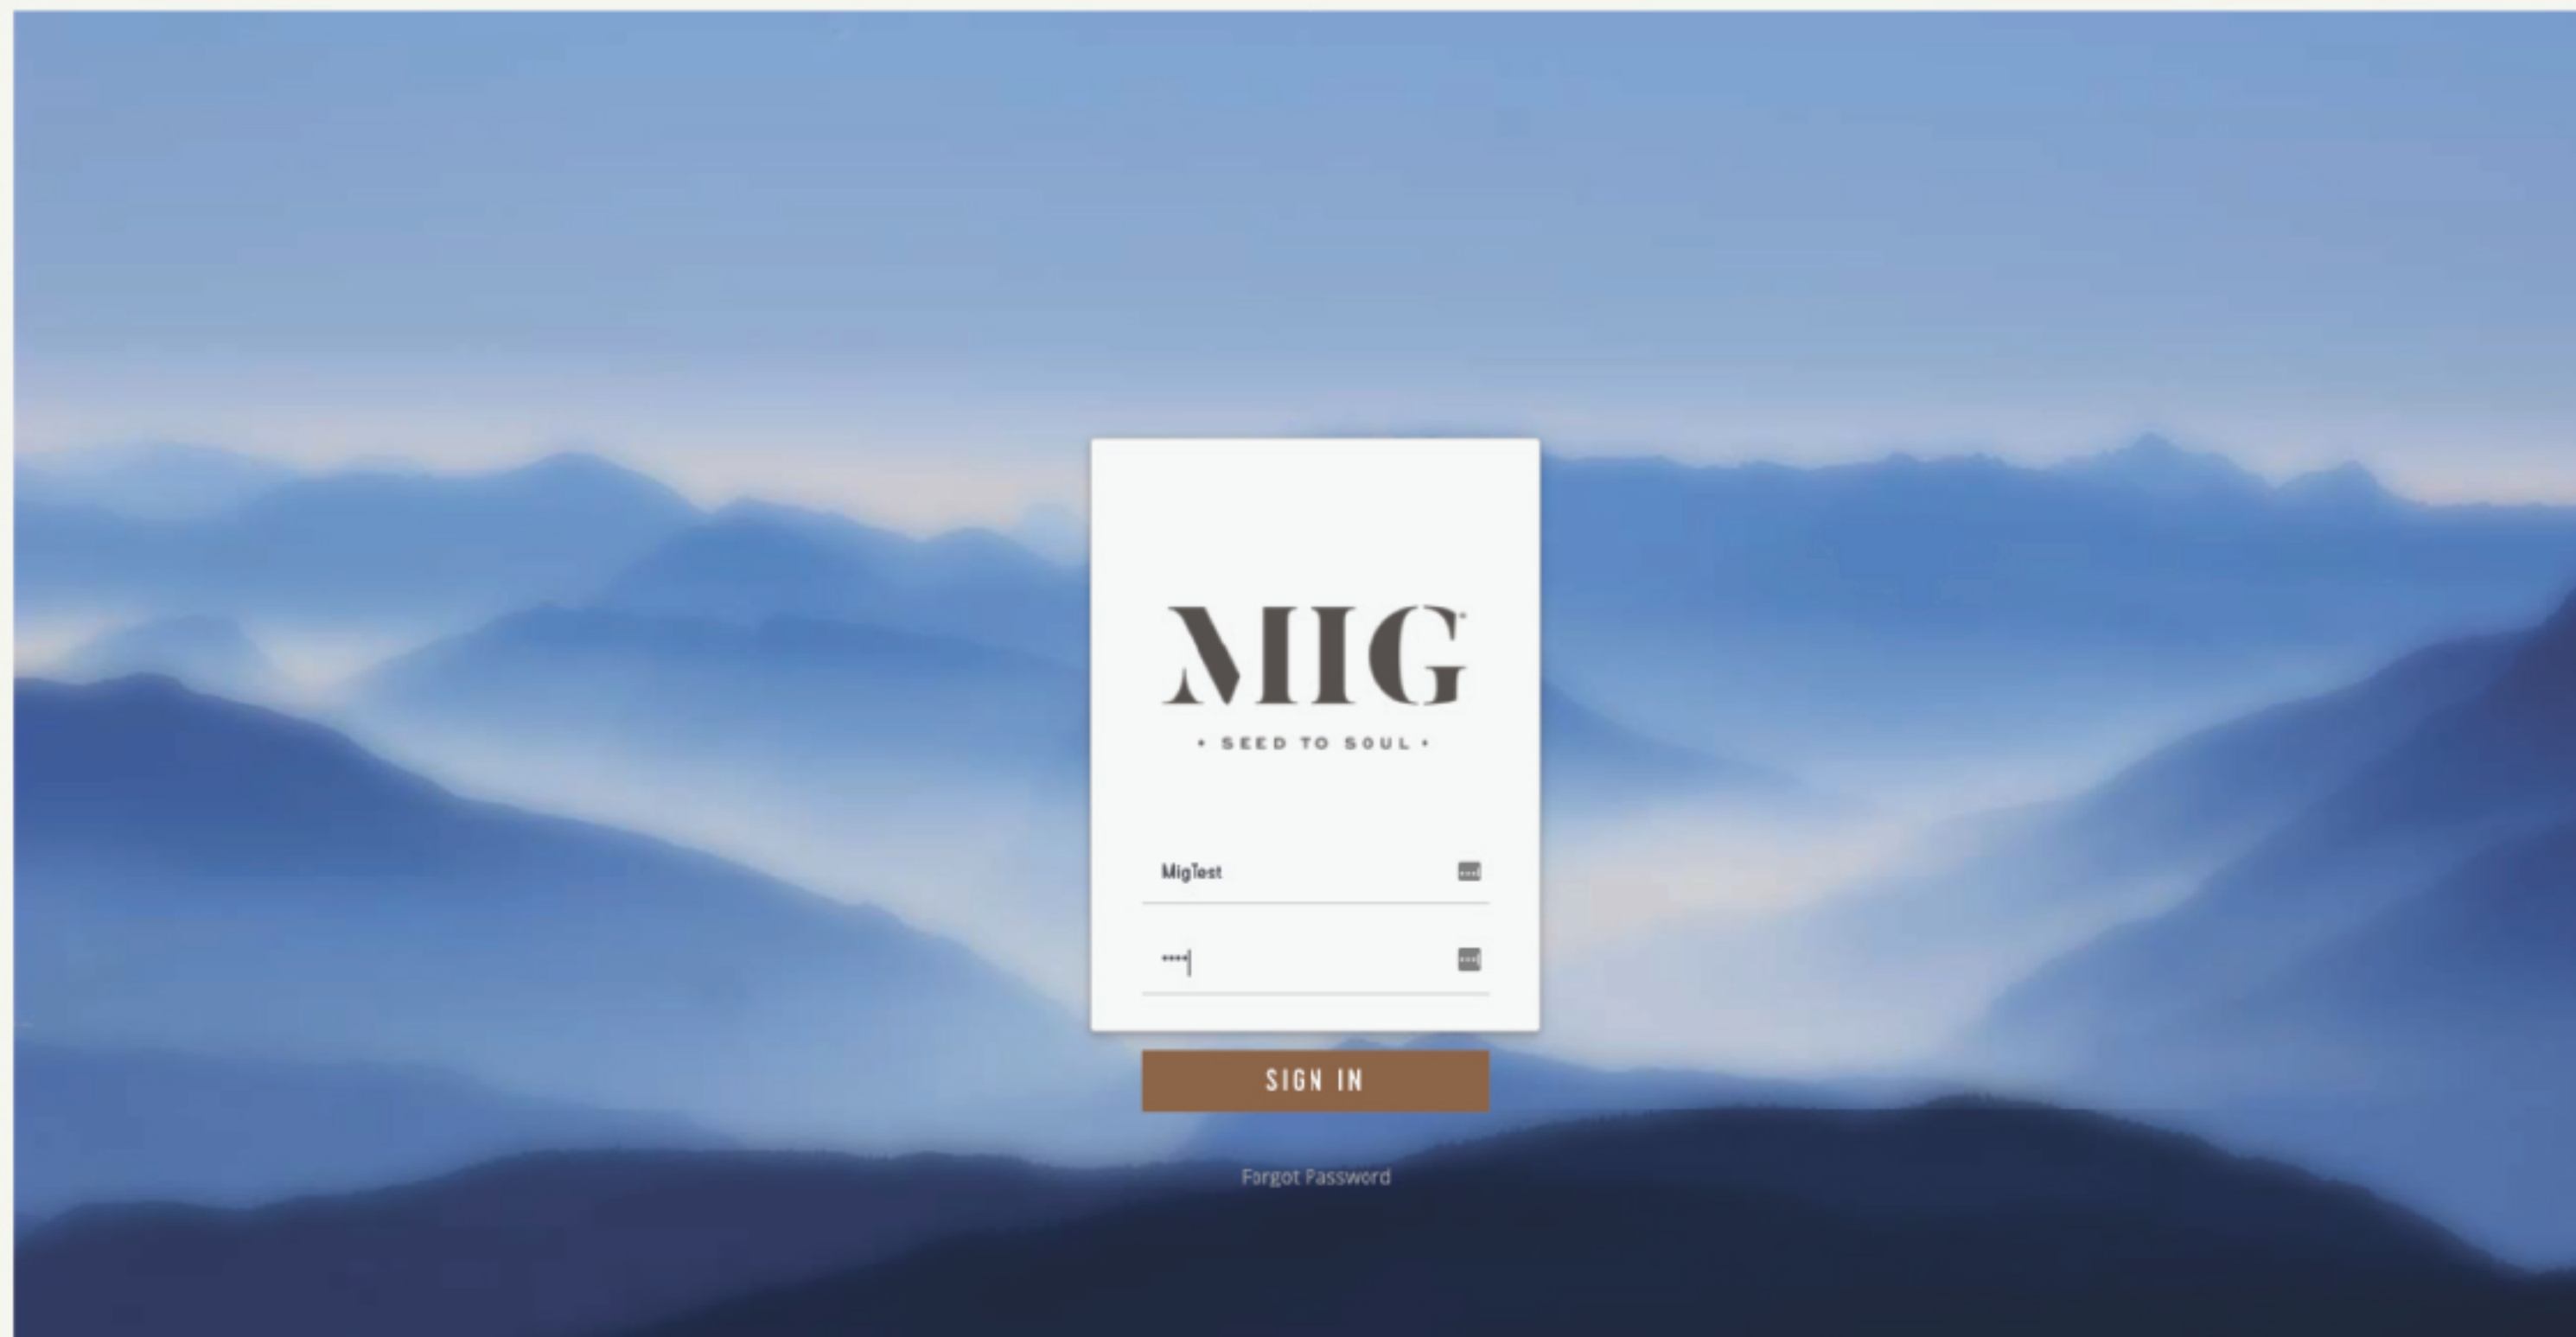 MIG
• SEED TO SOUL •
MigTest
••••
SIGN IN
Forgot Password